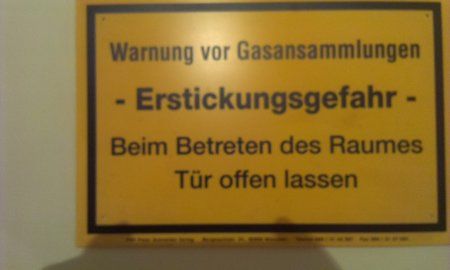 Warnung vor Gasansammlungen
- Erstickungsgefahr -
Beim Betreten des Raumes
Tür offen lassen